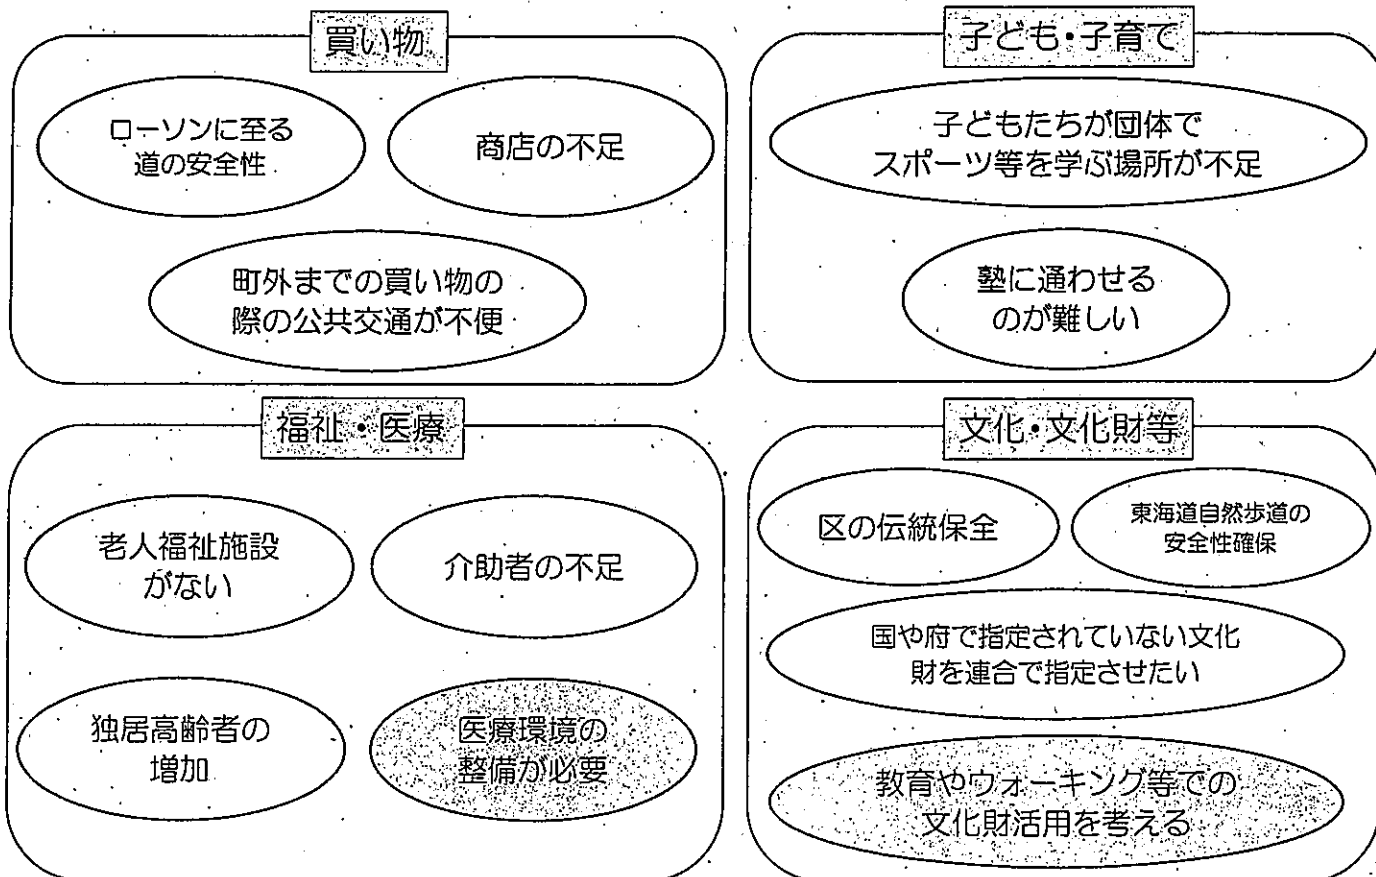 買い物
ローソンに至る
道の安全性
商店の不足
町外までの買い物の
際の公共交通が不便
子ども・子育て
子どもたちが団体で
スポーツ等を学ぶ場所が不足
塾に通わせる
のが難しい
福祉・医療
老人福祉施設
がない
介助者の不足
独居高齢者の
増加
医療環境の
整備が必要
文化・文化財等
区の伝統保全
東海道自然歩道の
安全性確保
国や府で指定されていない文化
財を連合で指定させたい
教育やウォーキング等での
文化財活用を考える